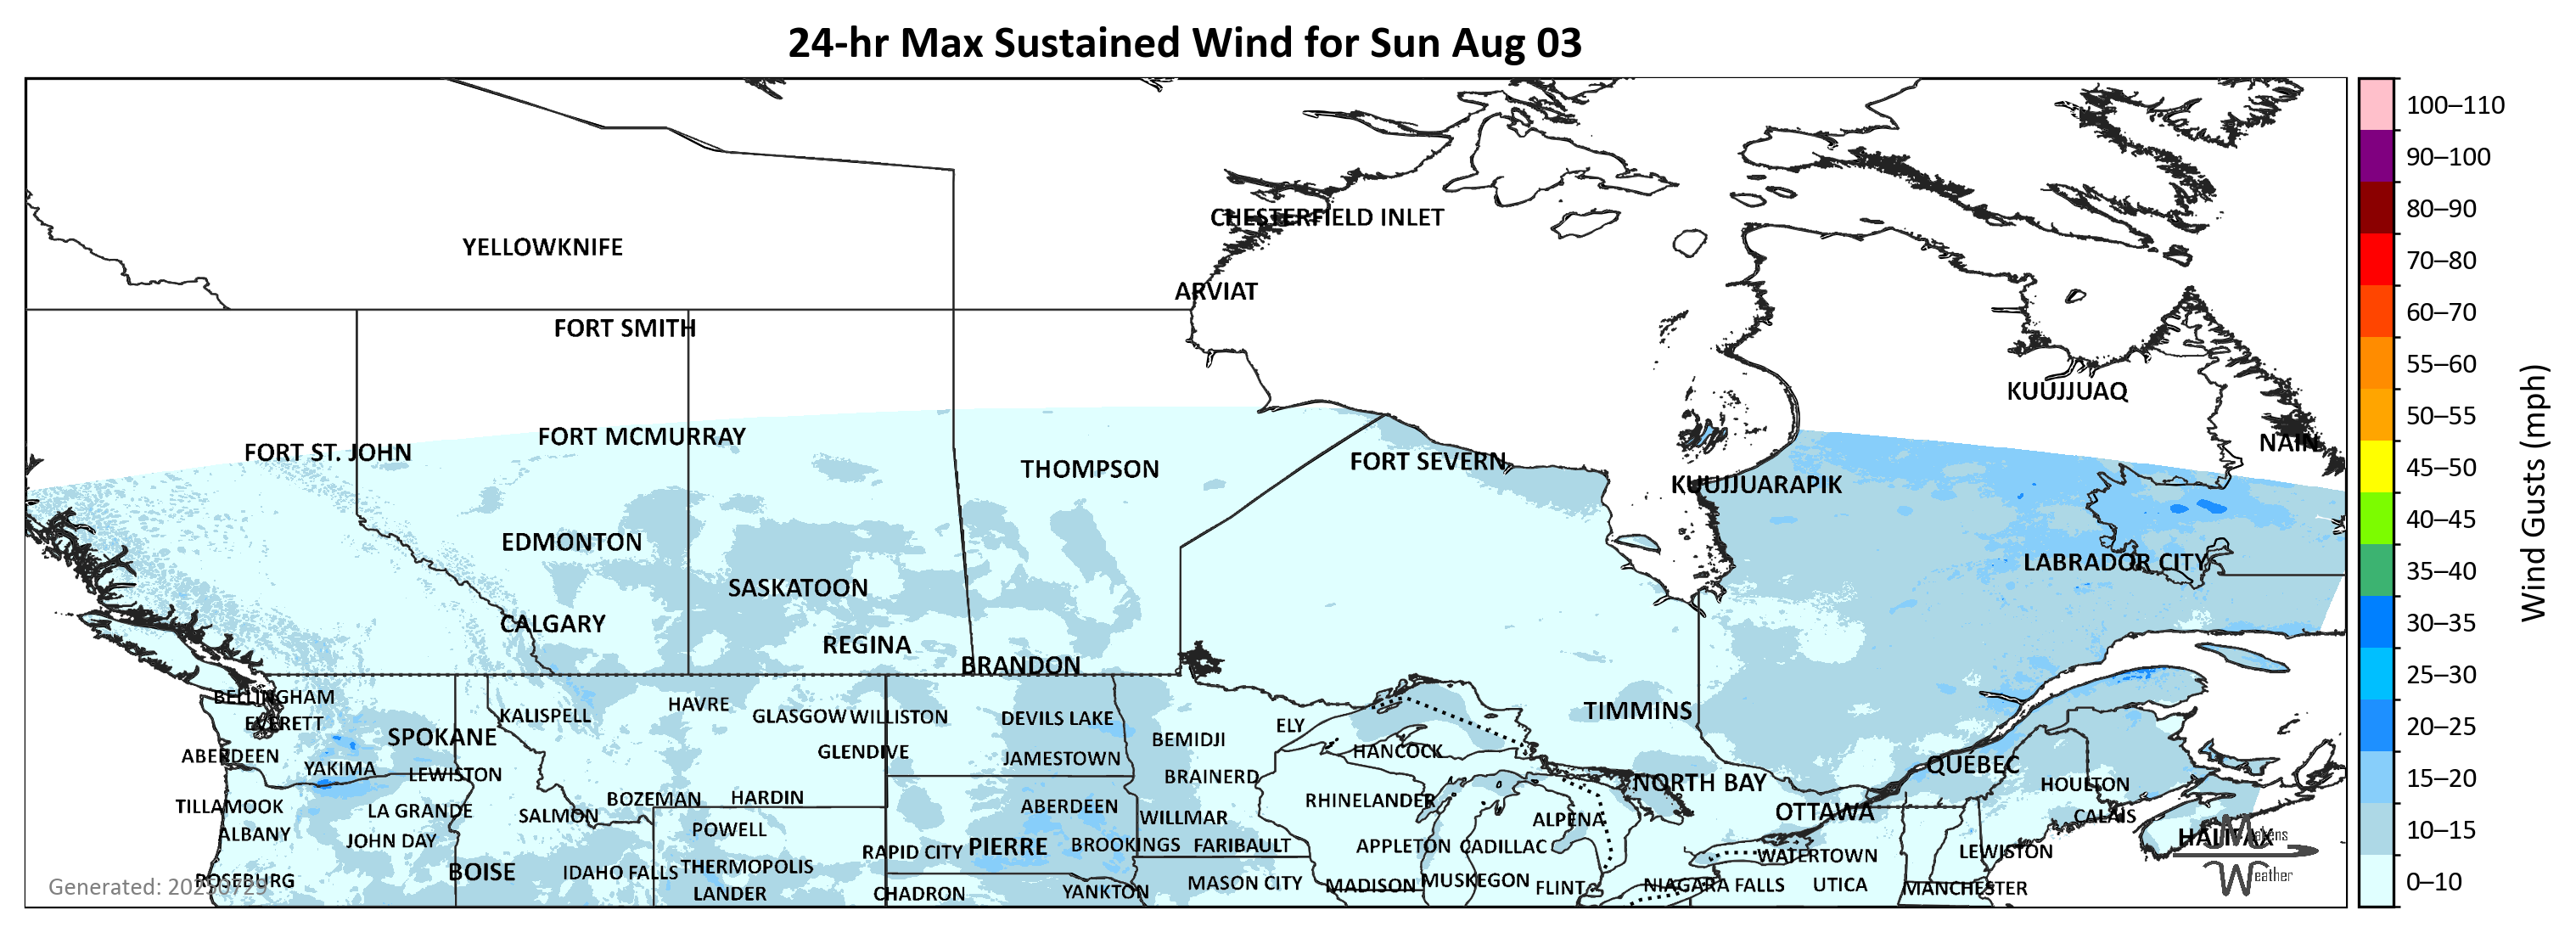 24-hr Max Sustained Wind for Sun Aug 03
CHESTERFIELD INLET
YELLOWKNIFE
ARVIAT
FORT SMITH
KUUJJUAQ
FORT MCMURRAY
NAIN
FORT ST. JOHN
FORT SEVERN
THOMPSON
KUUJJUARAPIK
EDMONTON
LABRADOR CITY
SASKATOON
CALGARY
REGINA
BRANDON
BELLINGHAM
HAVRE
TIMMINS
KALISPELL
GLASGOW
WILLISTON
DEVILS LAKE
EVERETT
ELY
SPOKANE
BEMIDJI
GLENDIVE
HANCOCK
ABERDEEN
JAMESTOWN
QUÉBEC
YAKIMA
LEWISTON
BRAINERD
NORTH BAY
HOULTON
BOZEMAN
HARDIN
RHINELANDER
TILLAMOOK
LA GRANDE
ABERDEEN
SALMON
WILLMAR
ALPENA
OTTAWA
CALAIS
ALBANY
POWELL
HALIFAX
JOHN DAY
PIERRE
BROOKINGS
FARIBAULT
APPLETON
CADILLAC
RAPID CITY
WATERTOWN
LEWISTON
BOISE
IDAHO FALLS
THERMOPOLIS
ROSEBURG
MASON CITY
MADISON
MUSKEGON
FLINT
NIAGARA FALLS
UTICA
MANCHESTER
LANDER
CHADRON
YANKTON
Generated: 20250729
Makens
Weather
100–110
90–100
80–90
70–80
60–70
55–60
50–55
45–50
40–45
35–40
30–35
25–30
20–25
15–20
10–15
0–10
Wind Gusts (mph)